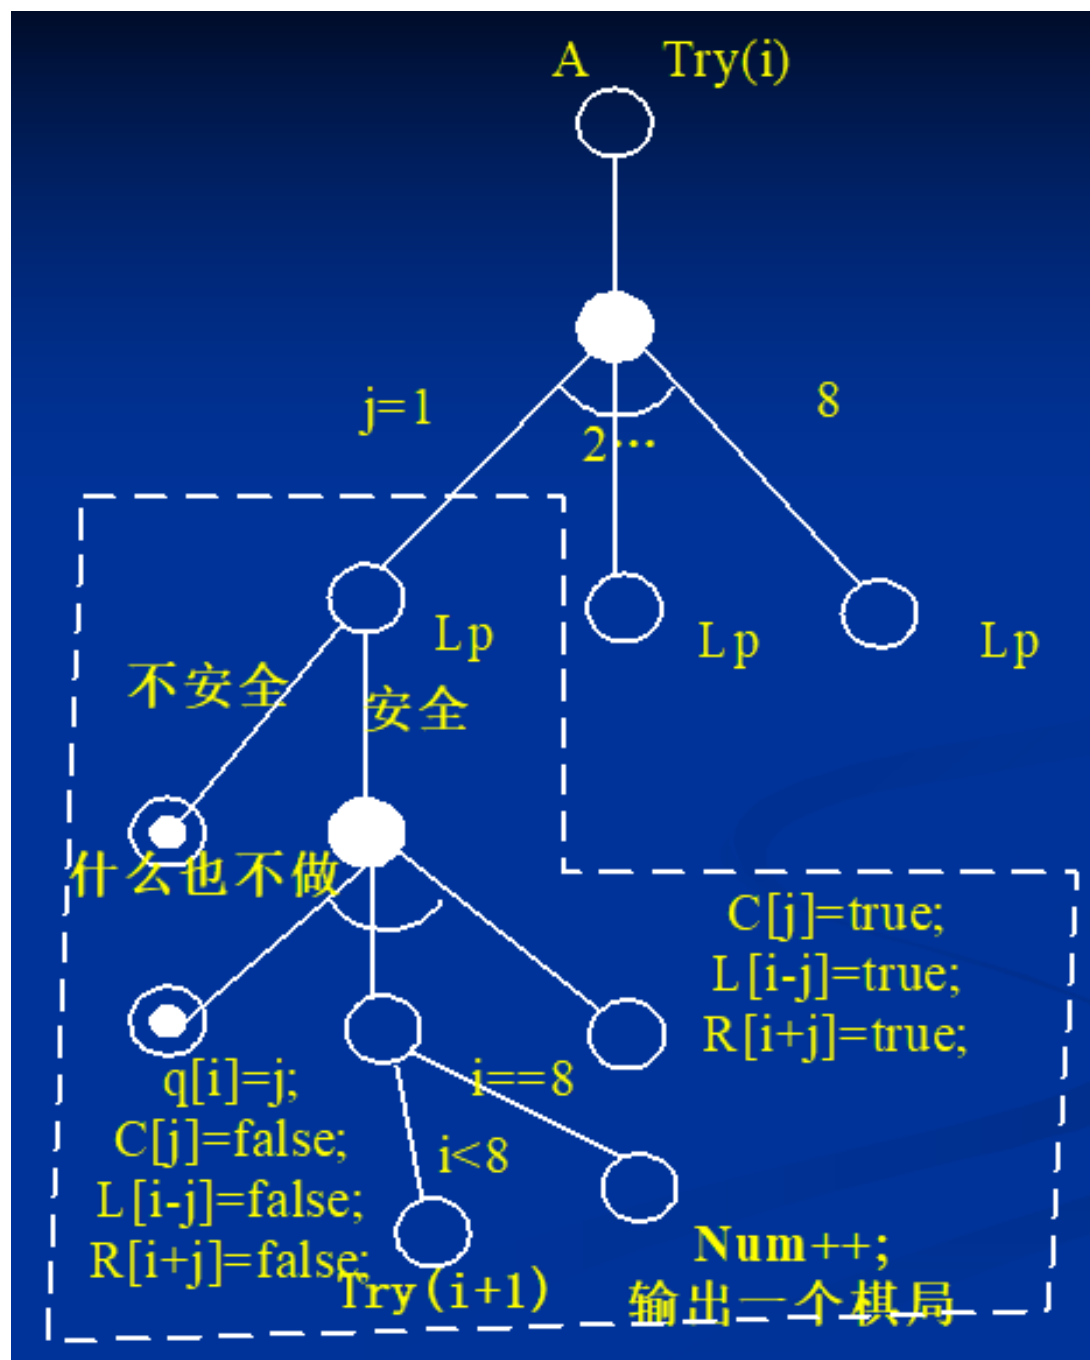 A Try(i)
j=1
2…
8
Lp
Lp
Lp
不安全
安全
什么也不做
C[j]=true;
L[i-j]=true;
R[i+j]=true;
q[i]=j;
C[j]=false;
L[i-j]=false;
R[i+j]=false;
i==8
i<8
Try(i+1)
Num++;
输出一个棋局